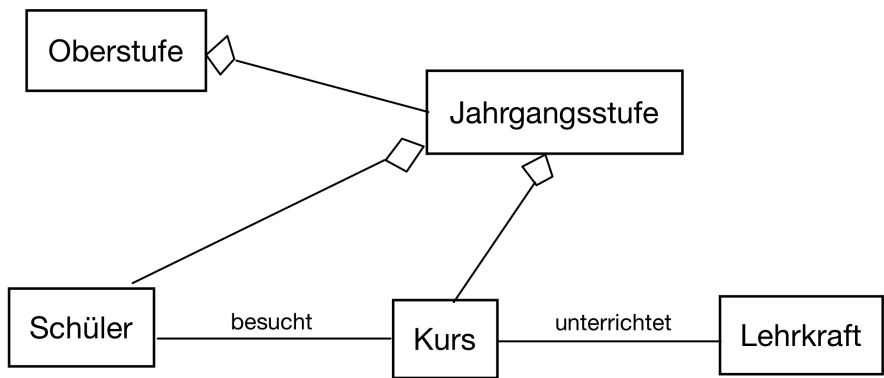 Oberstufe
Jahrgangsstufe
Schüler
besucht
Kurs
unterrichtet
Lehrkraft